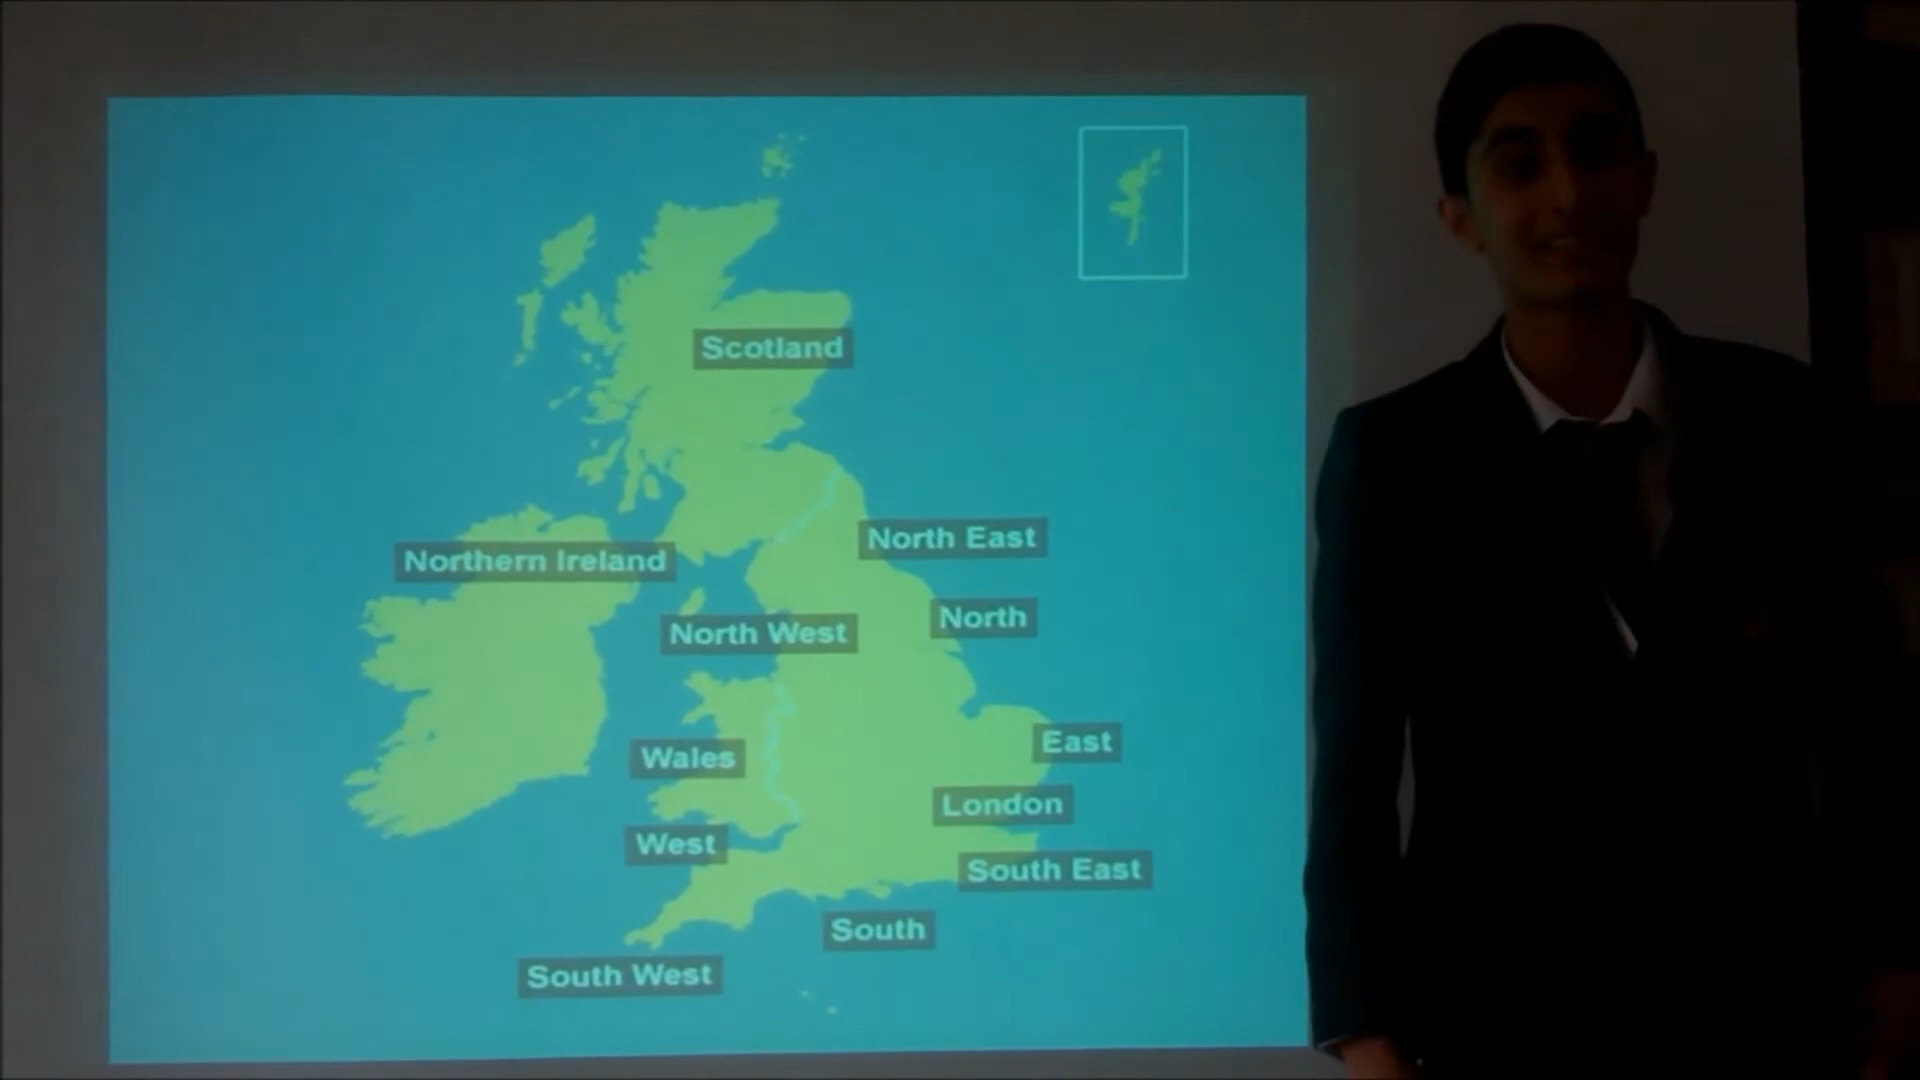 Scotland
North East
Northern Ireland
North
North West
East
Wales
London
West
South East
South
South West